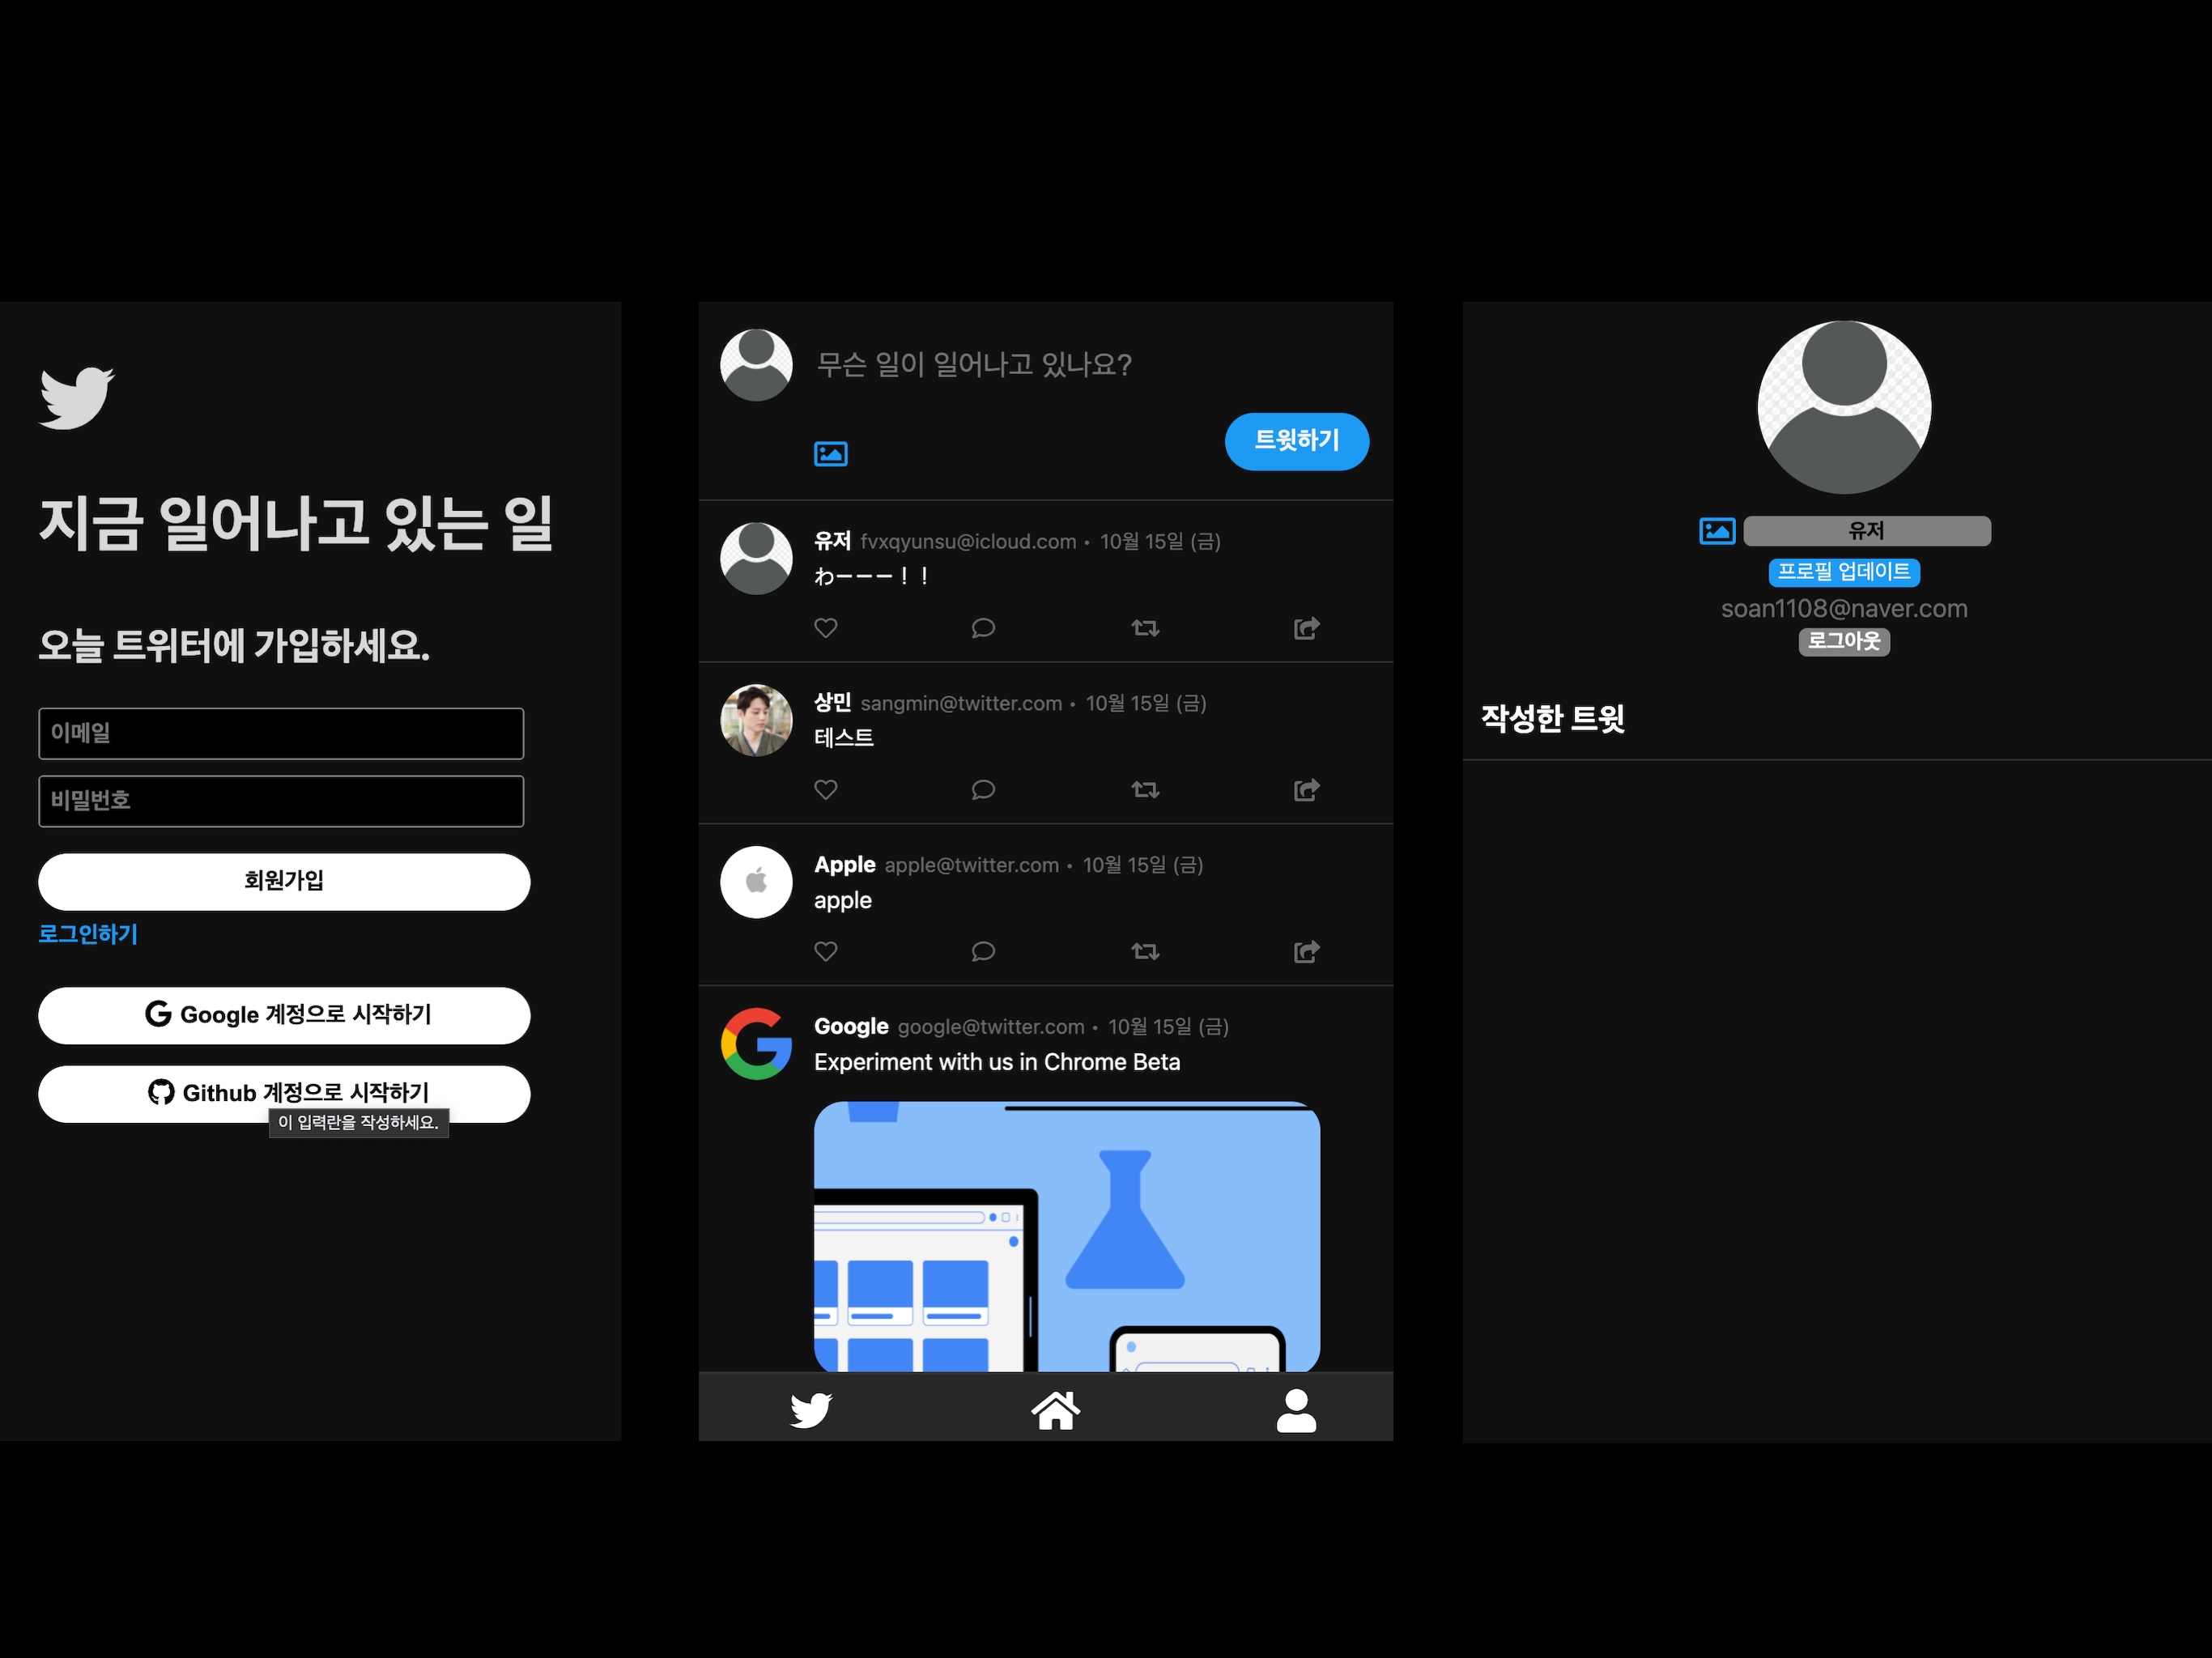 지금 일어나고 있는 일
오늘 트위터에 가입하세요.
이메일
비밀번호
회원가입
로그인하기
Google 계정으로 시작하기
Github 계정으로 시작하기
이 입력란을 작성하세요.
무슨 일이 일어나고 있나요?
트윗하기
유저 fvxqyunsu@icloud.com • 10월 15일 (금)
わーーー！！
상민 sangmin@twitter.com • 10월 15일 (금)
테스트
Apple apple@twitter.com • 10월 15일 (금)
apple
Google google@twitter.com • 10월 15일 (금)
Experiment with us in Chrome Beta
유저
프로필 업데이트
soan1108@naver.com
로그아웃
작성한 트윗